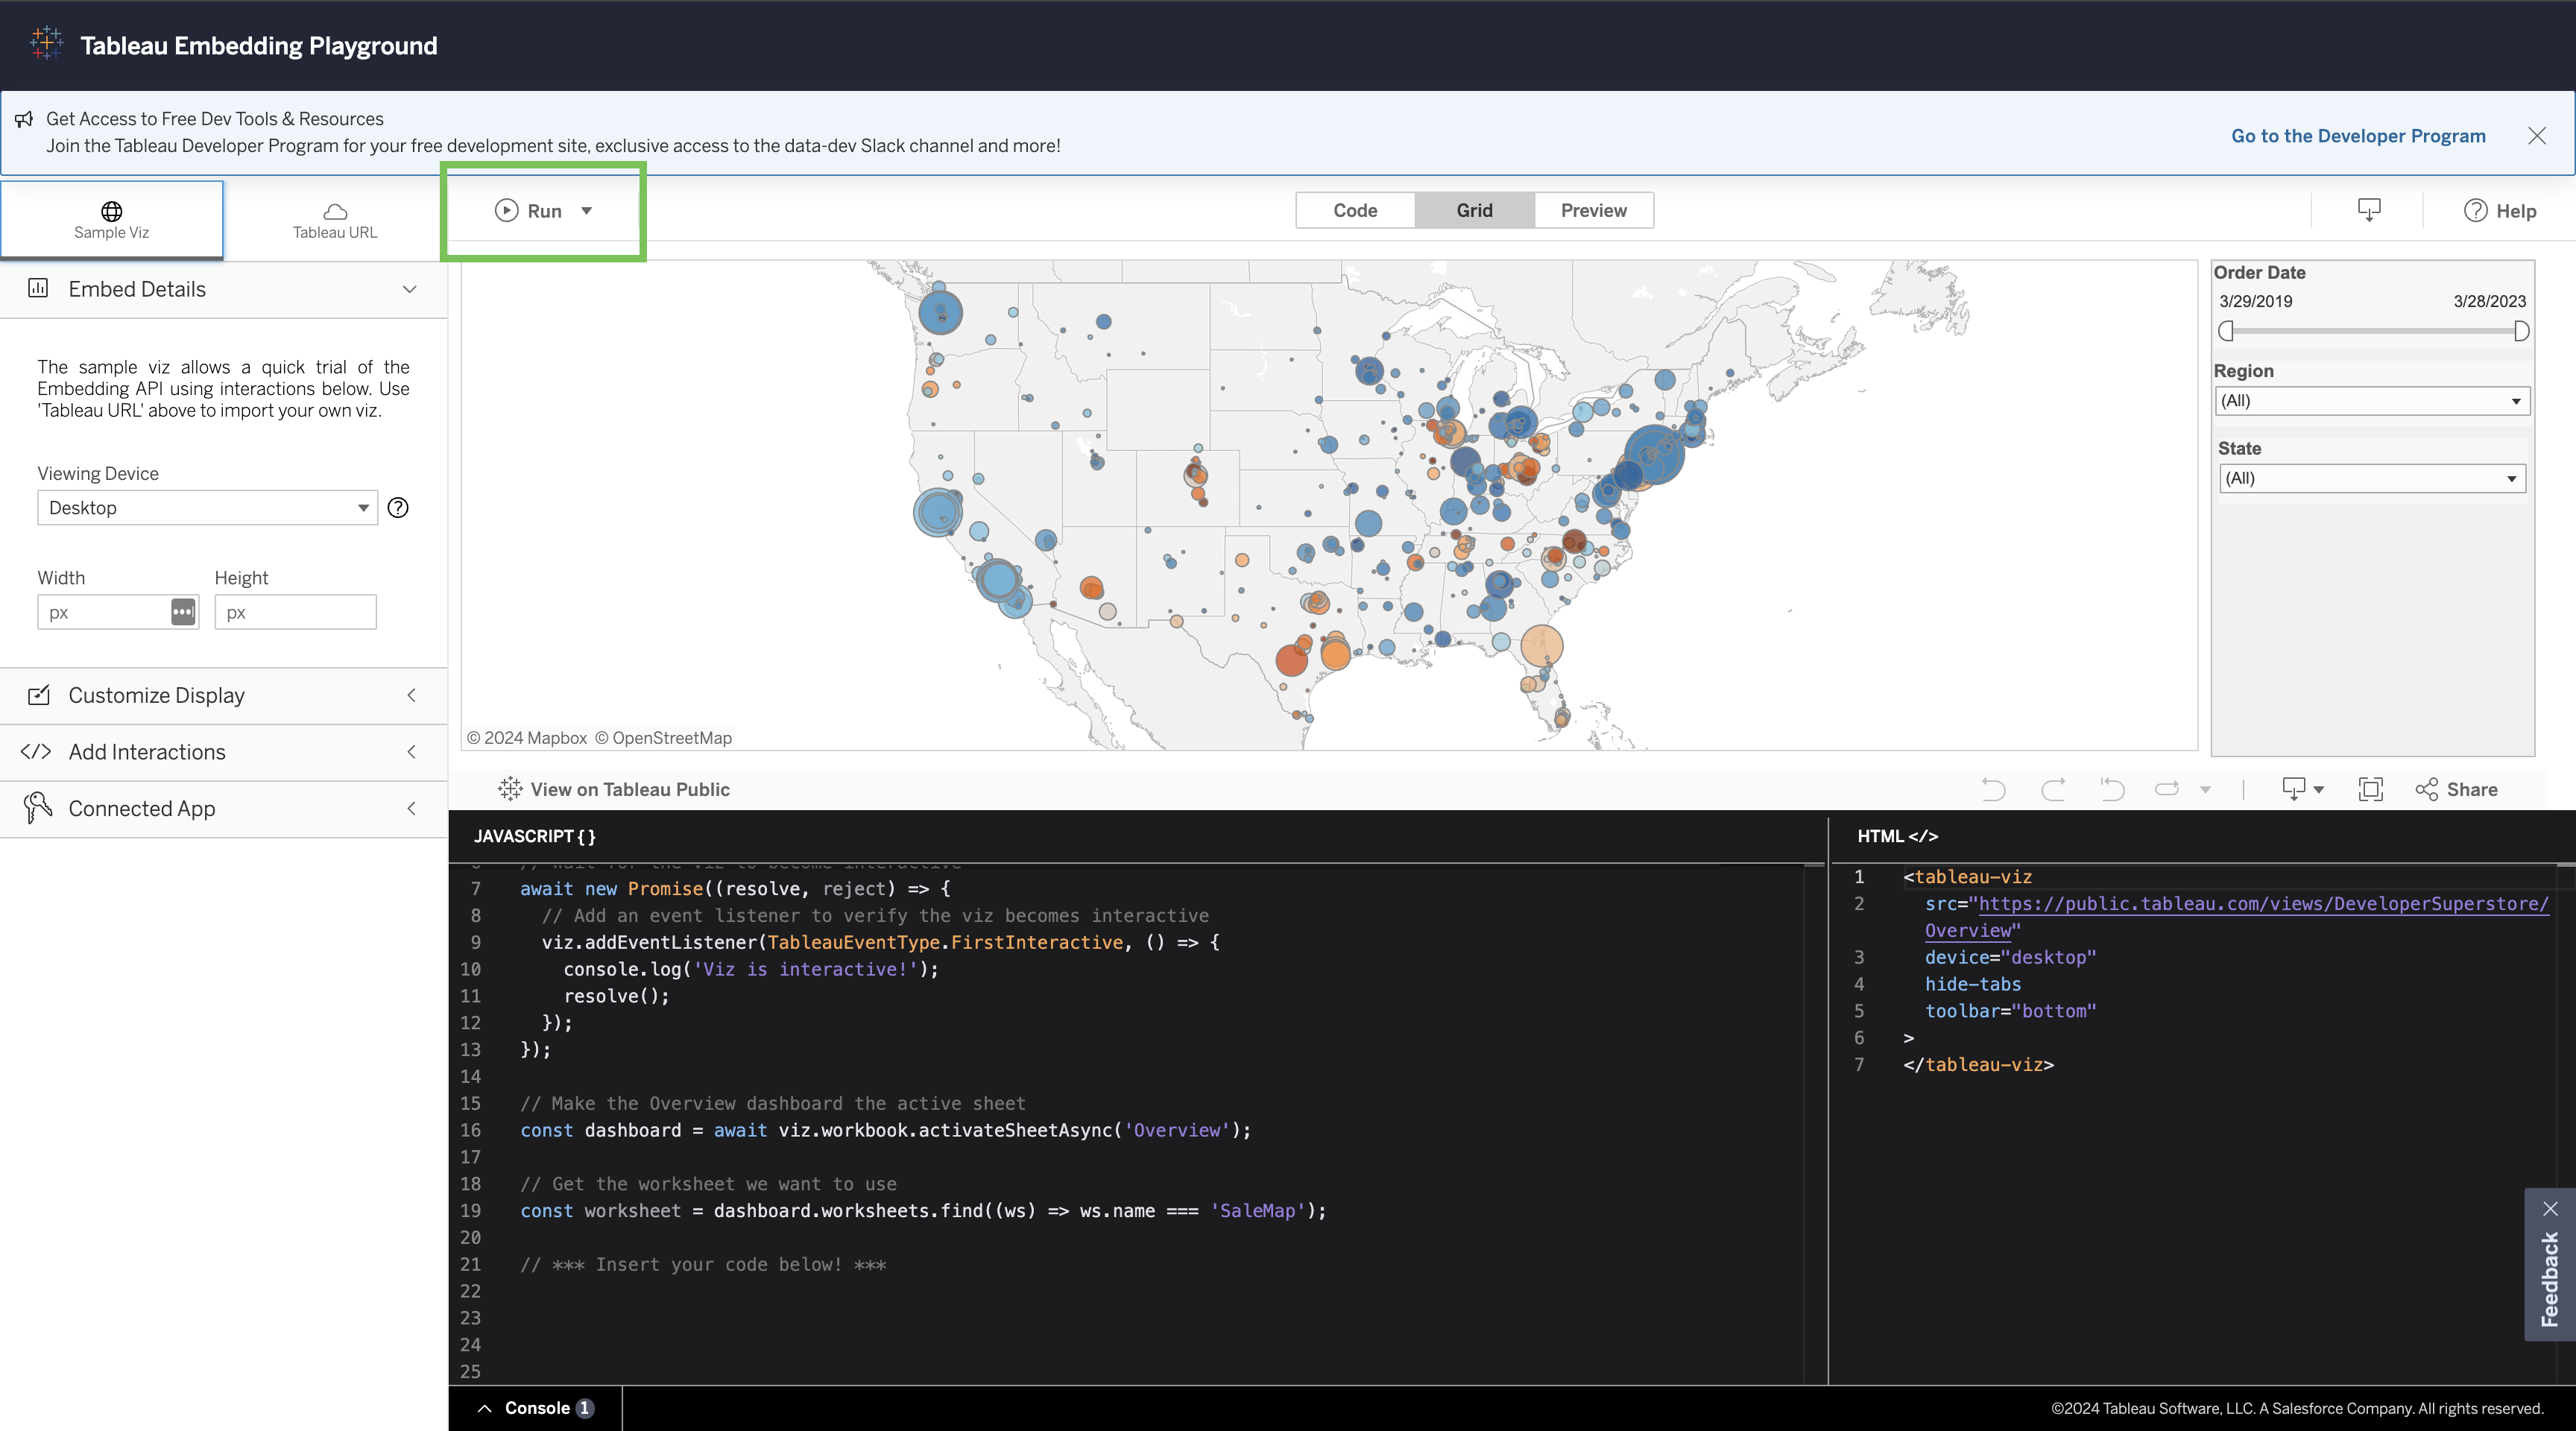 Tableau Embedding Playground
Get Access to Free Dev Tools & Resources
Join the Tableau Developer Program for your free development site, exclusive access to the data-dev Slack channel and more!
Go to the Developer Program
Sample Viz
Tableau URL
Run
Code
Grid
Preview
Help
Embed Details
The sample viz allows a quick trial of the
Embedding API using interactions below. Use
'Tableau URL' above to import your own viz.
Viewing Device
Desktop
Width
Height
px
px
Customize Display
Add Interactions
Connected App
Order Date
3/29/2019
3/28/2023
Region
(All)
State
(All)
© 2024 Mapbox © OpenStreetMap
View on Tableau Public
Share
JAVASCRIPT { }
6 // Wait for the viz to become interactive
7 await new Promise((resolve, reject) => {
8 // Add an event listener to verify the viz becomes interactive
9 viz.addEventListener(TableauEventType.FirstInteractive, () => {
10 console.log('Viz is interactive!');
11 resolve();
12 });
13 });
14
15 // Make the Overview dashboard the active sheet
16 const dashboard = await viz.workbook.activateSheetAsync('Overview');
17
18 // Get the worksheet we want to use
19 const worksheet = dashboard.worksheets.find((ws) => ws.name === 'SaleMap');
20
21 // *** Insert your code below! ***
22
23
24
25
HTML </>
1 <tableau-viz
2 src="https://public.tableau.com/views/DeveloperSuperstore/
Overview"
3 device="desktop"
4 hide-tabs
5 toolbar="bottom"
6 >
7 </tableau-viz>
Feedback
Console 1
©2024 Tableau Software, LLC. A Salesforce Company. All rights reserved.